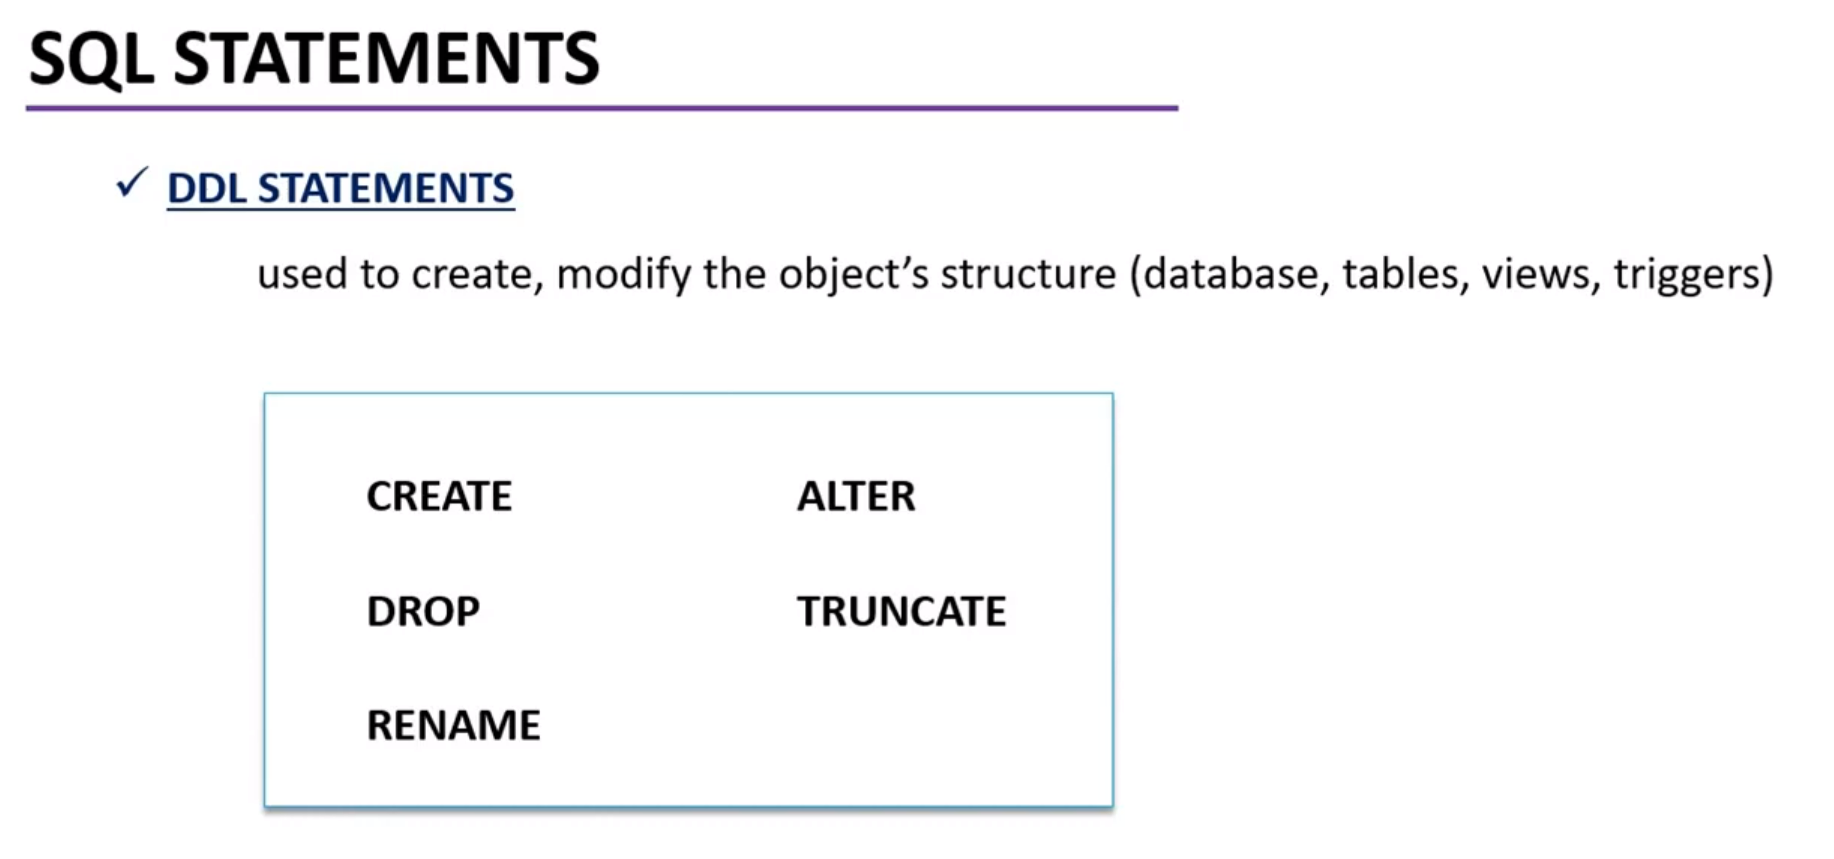 SQL STATEMENTS
✓ DDL STATEMENTS
used to create, modify the object’s structure (database, tables, views, triggers)
CREATE ALTER
DROP TRUNCATE
RENAME